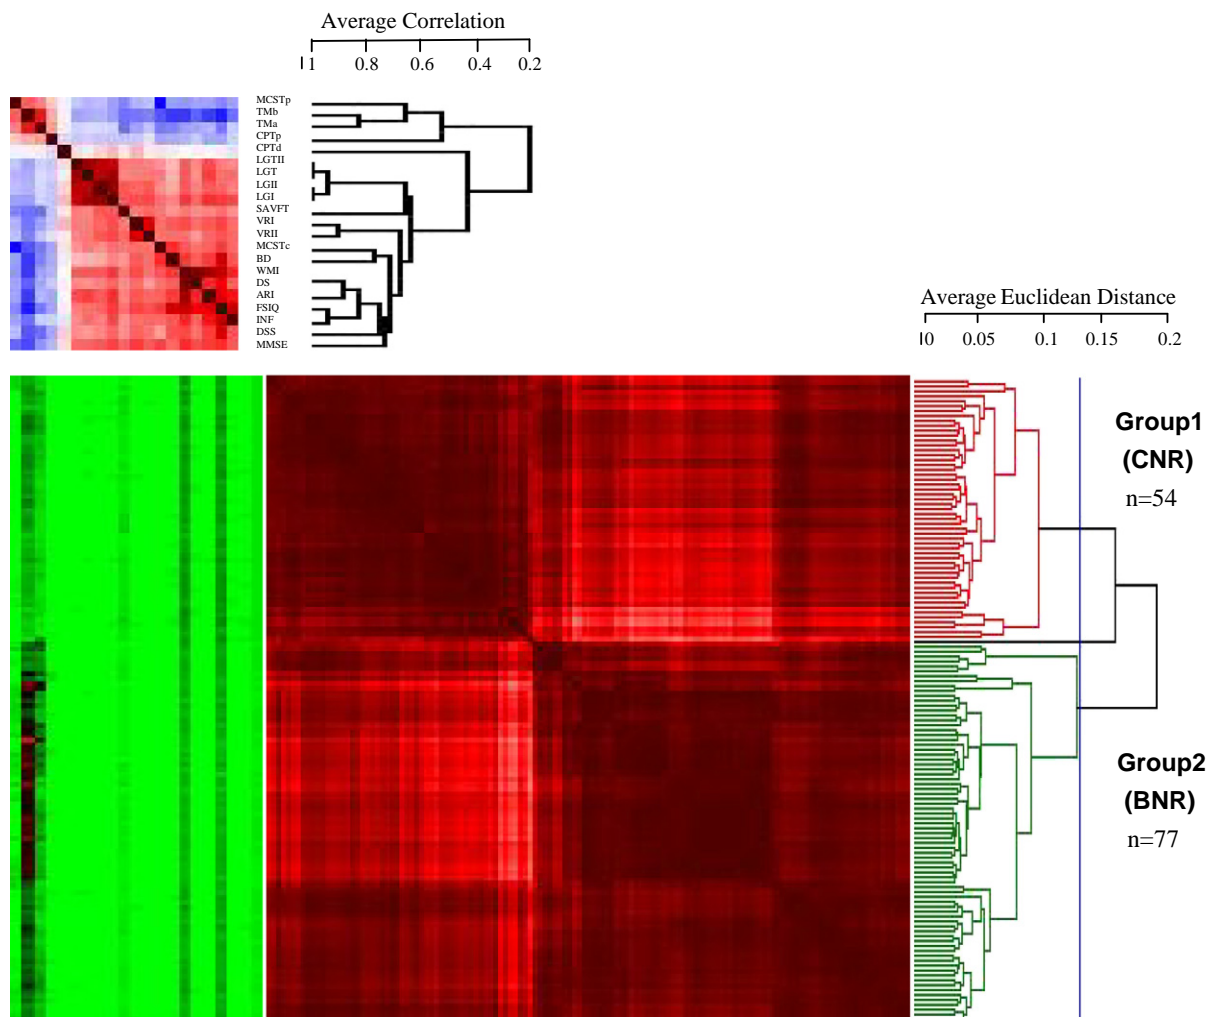 Average Correlation
1 0.8 0.6 0.4 0.2
MCSTp
TMb
TMa
CPTp
CPTd
LGTII
LGT
LGII
LGI
SAVFT
VRI
VRII
MCSTc
BD
WMI
DS
ARI
FSIQ
INF
DSS
MMSE
Average Euclidean Distance
0 0.05 0.1 0.15 0.2
Group1
(CNR)
n=54
Group2
(BNR)
n=77